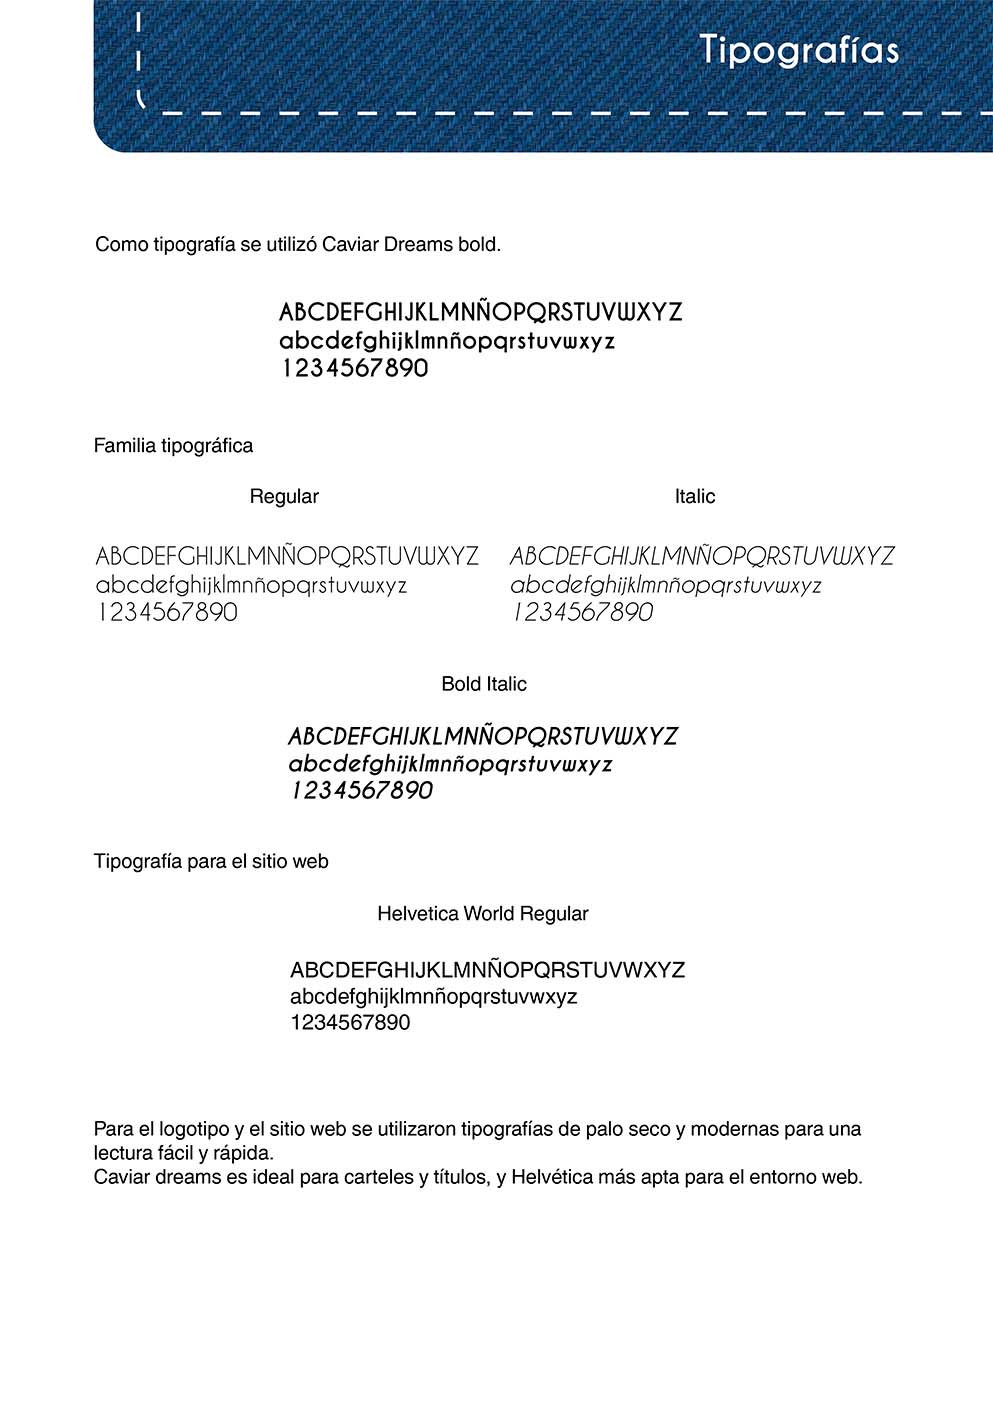 Tipografías
Como tipografía se utilizó Caviar Dreams bold.
ABCDEFGHIJKLMNÑOPQRSTUVWXYZ
abcdefghijklmnñopqrstuvwxyz
1234567890
Familia tipográfica
Regular
Italic
ABCDEFGHIJKLMNÑOPQRSTUVWXYZ
abcdefghijklmnñopqrstuvwxyz
1234567890
ABCDEFGHIJKLMNÑOPQRSTUVWXYZ
abcdefghijklmnñopqrstuvwxyz
1234567890
Bold Italic
ABCDEFGHIJKLMNÑOPQRSTUVWXYZ
abcdefghijklmnñopqrstuvwxyz
1234567890
Tipografía para el sitio web
Helvetica World Regular
ABCDEFGHIJKLMNÑOPQRSTUVWXYZ
abcdefghijklmnñopqrstuvwxyz
1234567890
Para el logotipo y el sitio web se utilizaron tipografías de palo seco y modernas para una
lectura fácil y rápida.
Caviar dreams es ideal para carteles y títulos, y Helvética más apta para el entorno web.